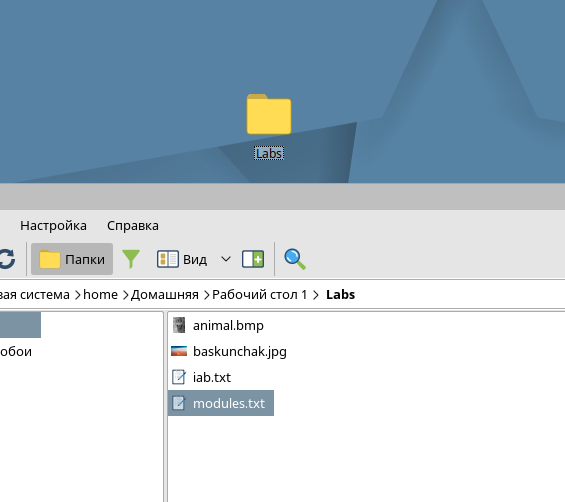 Labs
Настройка Справка
Папки Вид
вая система home Домашняя Рабочий стол 1 Labs
animal.bmp
обои baskunchak.jpg
iab.txt
modules.txt